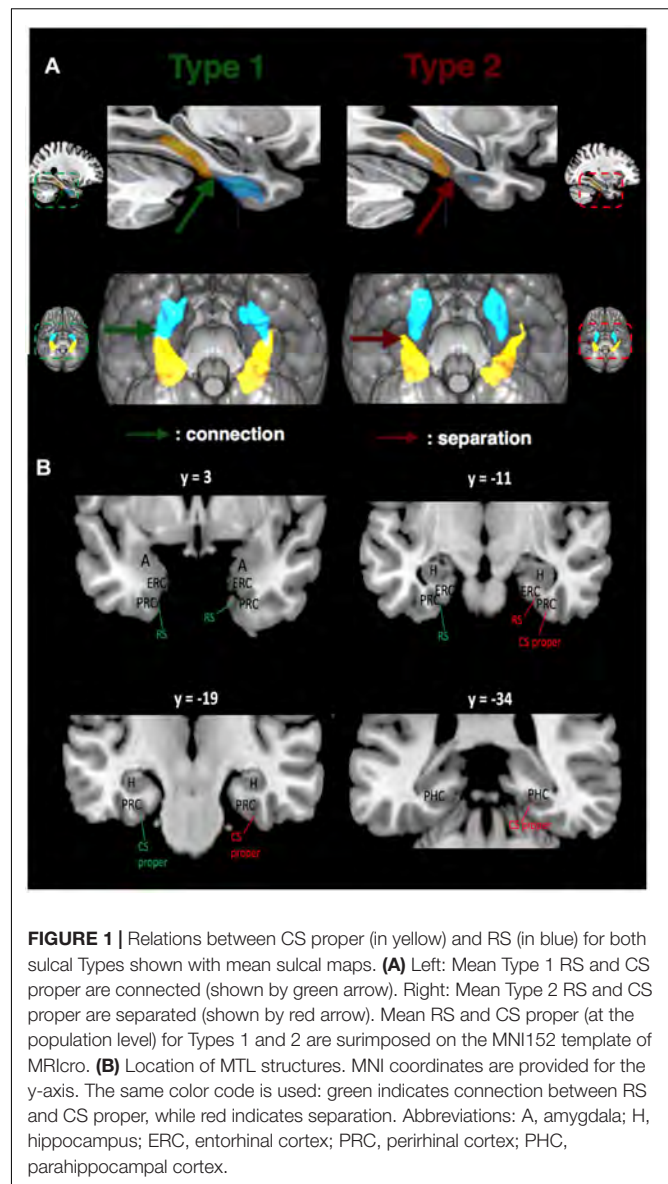 A
Type 1
Type 2
: connection
: separation
B
y = 3
y = -11
A
A
ERC
ERC
PRC
PRC
RS
RS
H
H
ERC
ERC
PRC
PRC
RS
RS
CS proper
y = -19
y = -34
H
H
PRC
PRC
CS
proper
CS
proper
PHC
PHC
CS proper
FIGURE 1 | Relations between CS proper (in yellow) and RS (in blue) for both
sulcal Types shown with mean sulcal maps. (A) Left: Mean Type 1 RS and CS
proper are connected (shown by green arrow). Right: Mean Type 2 RS and CS
proper are separated (shown by red arrow). Mean RS and CS proper (at the
population level) for Types 1 and 2 are surimposed on the MNI152 template of
MRIcro. (B) Location of MTL structures. MNI coordinates are provided for the
y-axis. The same color code is used: green indicates connection between RS
and CS proper, while red indicates separation. Abbreviations: A, amygdala; H,
hippocampus; ERC, entorhinal cortex; PRC, perirhinal cortex; PHC,
parahippocampal cortex.